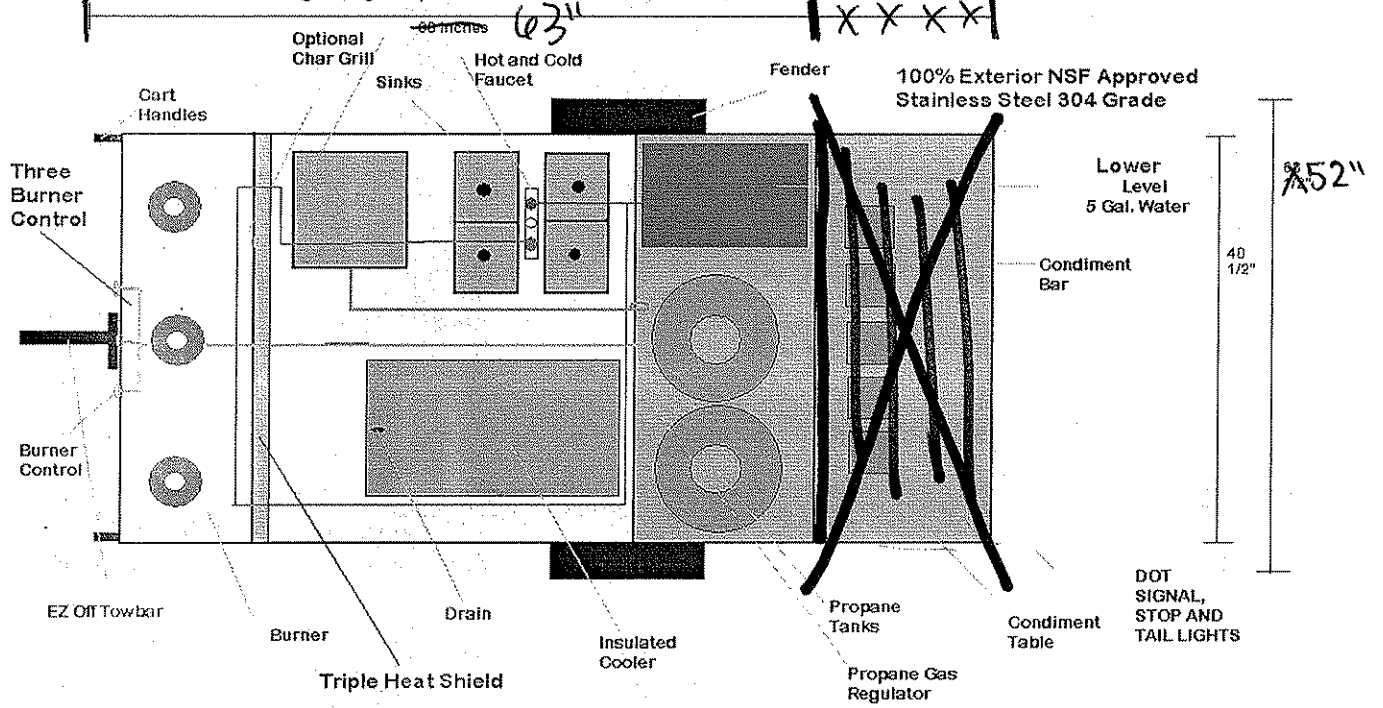 63"
X X X X
Optional
Char Grill
Sinks
Hot and Cold
Faucet
Fender
100% Exterior NSF Approved
Stainless Steel 304 Grade
Cart
Handles
Three
Burner
Control
Lower
Level
5 Gal. Water
52"
40
1/2"
Condiment
Bar
Burner
Control
EZ Off Towbar
Burner
Drain
Insulated
Cooler
Triple Heat Shield
Propane
Tanks
Propane Gas
Regulator
Condiment
Table
DOT
SIGNAL,
STOP AND
TAIL LIGHTS